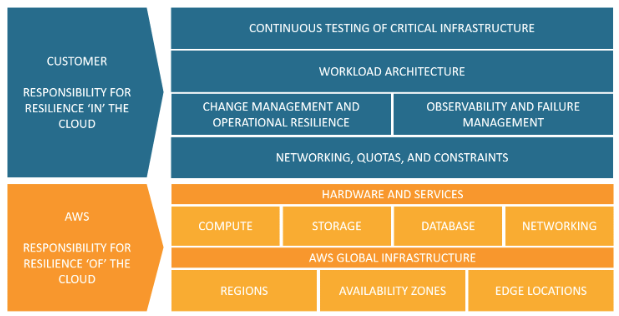 CUSTOMER
RESPONSIBILITY FOR
RESILIENCE ‘IN’ THE
CLOUD
CONTINUOUS TESTING OF CRITICAL INFRASTRUCTURE
WORKLOAD ARCHITECTURE
CHANGE MANAGEMENT AND
OPERATIONAL RESILIENCE
OBSERVABILITY AND FAILURE
MANAGEMENT
NETWORKING, QUOTAS, AND CONSTRAINTS
AWS
RESPONSIBILITY FOR
RESILIENCE ‘OF’ THE
CLOUD
HARDWARE AND SERVICES
COMPUTE
STORAGE
DATABASE
NETWORKING
AWS GLOBAL INFRASTRUCTURE
REGIONS
AVAILABILITY ZONES
EDGE LOCATIONS